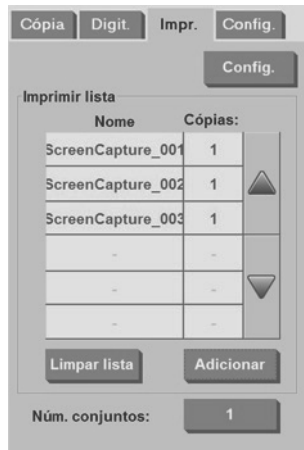 Cópia Digit. Impr. Config.
Config.
Imprimir lista
Nome Cópias:
ScreenCapture_001 1
ScreenCapture_002 1
ScreenCapture_003 1
- -
- -
- -
Limpar lista Adicionar
Núm. conjuntos: 1